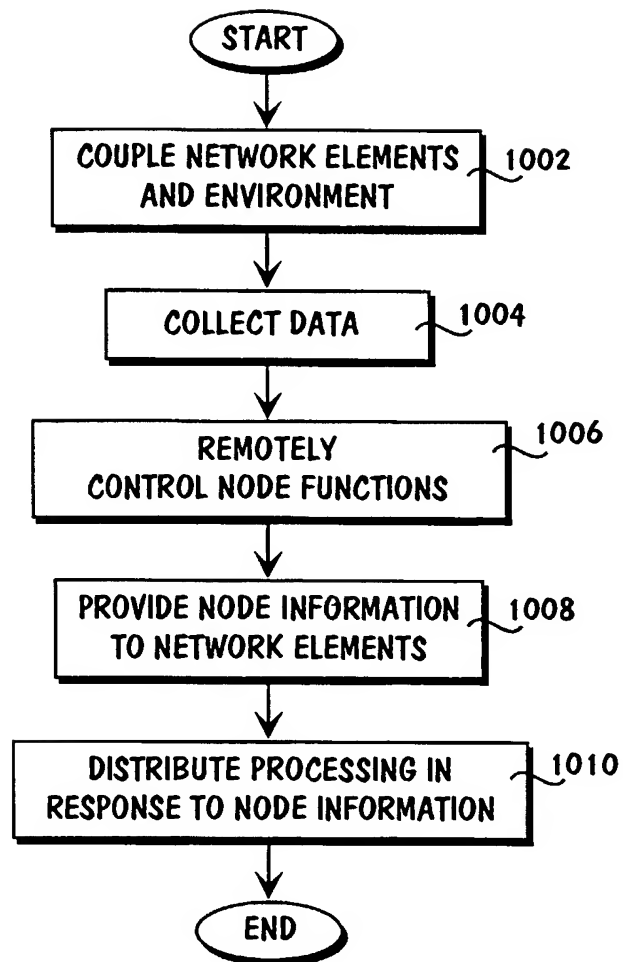 START
COUPLE NETWORK ELEMENTS
AND ENVIRONMENT
1002
COLLECT DATA
1004
REMOTELY
CONTROL NODE FUNCTIONS
1006
PROVIDE NODE INFORMATION
TO NETWORK ELEMENTS
1008
DISTRIBUTE PROCESSING IN
RESPONSE TO NODE INFORMATION
1010
END